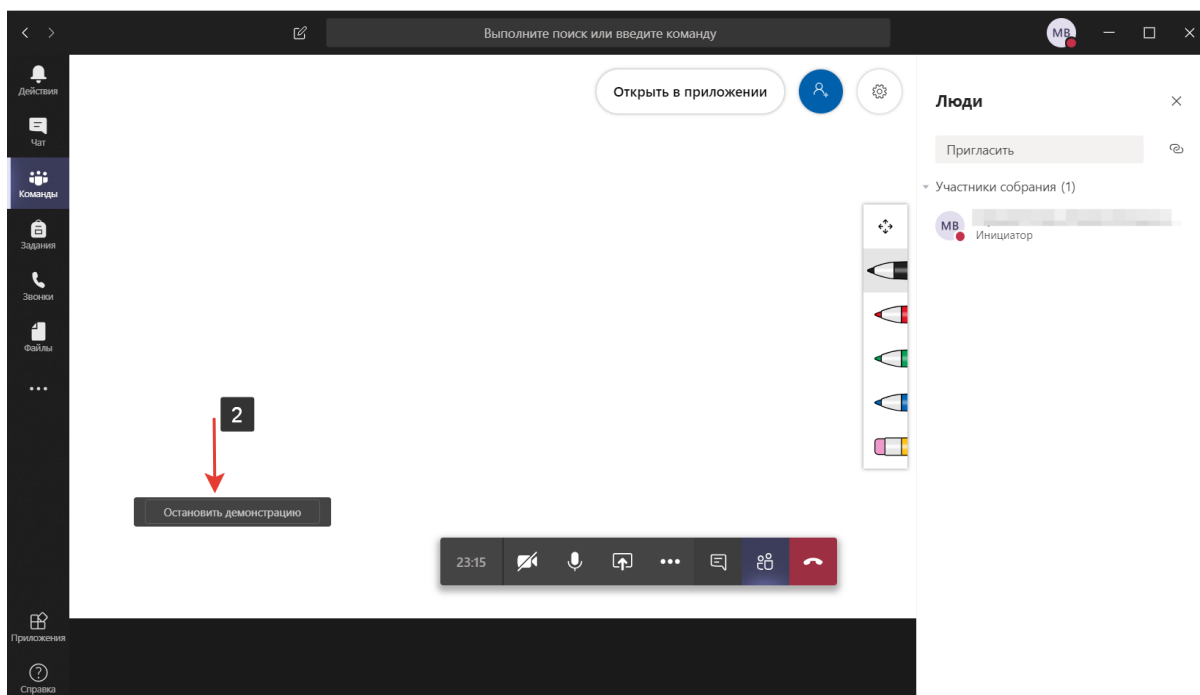 Выполните поиск или введите команду
MB
Действия
Чат
Команды
Задания
Звонки
Файлы
Приложения
Справка
Открыть в приложении
2
Остановить демонстрацию
23:15
Люди
Пригласить
Участники собрания (1)
MB
Инициатор